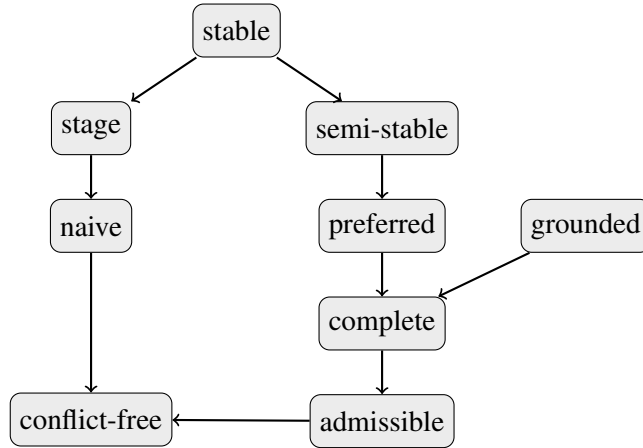 stable
stage
semi-stable
naive
preferred
grounded
complete
conflict-free
admissible